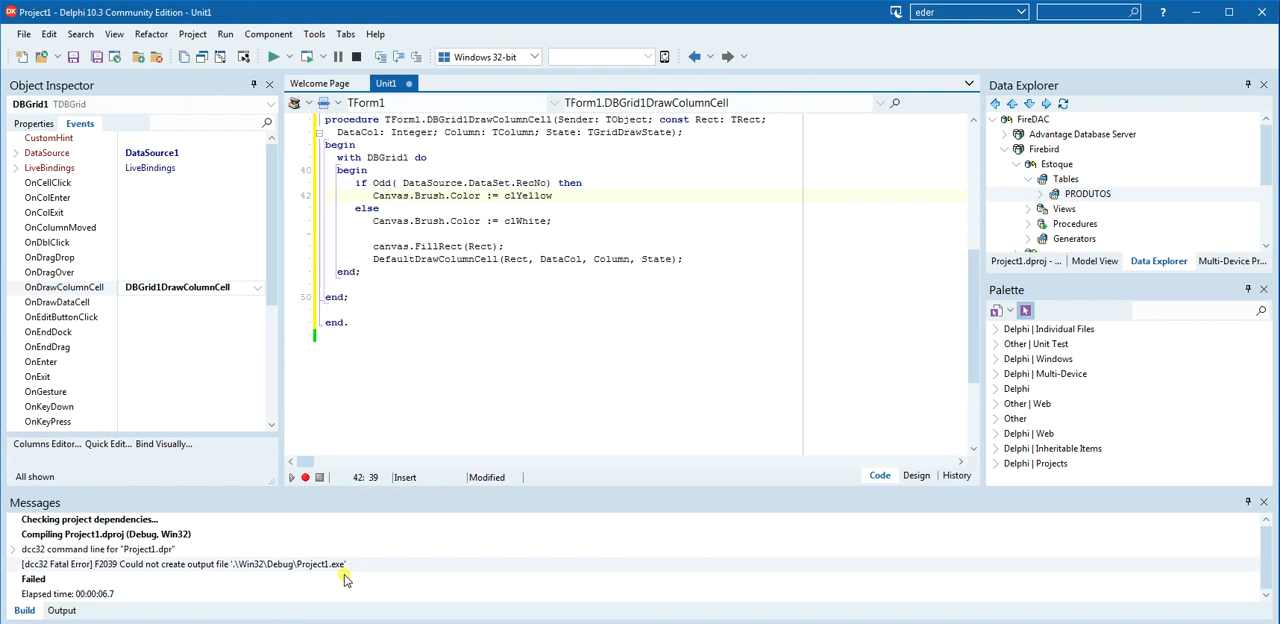 Project1 - Delphi 10.3 Community Edition - Unit1
eder
File Edit Search View Refactor Project Run Component Tools Tabs Help
Windows 32-bit
Object Inspector
DBGrid1 TDBGrid
Properties Events
CustomHint
DataSource DataSource1
LiveBindings LiveBindings
OnCellClick
OnColEnter
OnColExit
OnColumnMoved
OnDblClick
OnDragDrop
OnDragOver
OnDrawColumnCell DBGrid1DrawColumnCell
OnDrawDataCell
OnEditButtonClick
OnEndDock
OnEndDrag
OnEnter
OnExit
OnGesture
OnKeyDown
OnKeyPress
Columns Editor... Quick Edit... Bind Visually...
All shown
Welcome Page Unit1
TForm1 TForm1.DBGrid1DrawColumnCell
procedure TForm1.DBGrid1DrawColumnCell(Sender: TObject; const Rect: TRect;
DataCol: Integer; Column: TColumn; State: TGridDrawState);
begin
with DBGrid1 do
40 begin
if Odd( DataSource.DataSet.RecNo) then
42 Canvas.Brush.Color := clYellow
else
Canvas.Brush.Color := clWhite;
canvas.FillRect(Rect);
DefaultDrawColumnCell(Rect, DataCol, Column, State);
end;
50 end;
end.
42: 39 Insert Modified
Code Design History
Data Explorer
FireDAC
Advantage Database Server
Firebird
Estoque
Tables
PRODUTOS
Views
Procedures
Generators
Project1.dproj - ... Model View Data Explorer Multi-Device Pr...
Palette
Delphi | Individual Files
Other | Unit Test
Delphi | Windows
Delphi | Multi-Device
Delphi
Other | Web
Other
Delphi | Web
Delphi | Inheritable Items
Delphi | Projects
Messages
Checking project dependencies...
Compiling Project1.dproj (Debug, Win32)
dcc32 command line for "Project1.dpr"
[dcc32 Fatal Error] F2039 Could not create output file '.\Win32\Debug\Project1.exe'
Failed
Elapsed time: 00:00:06.7
Build Output